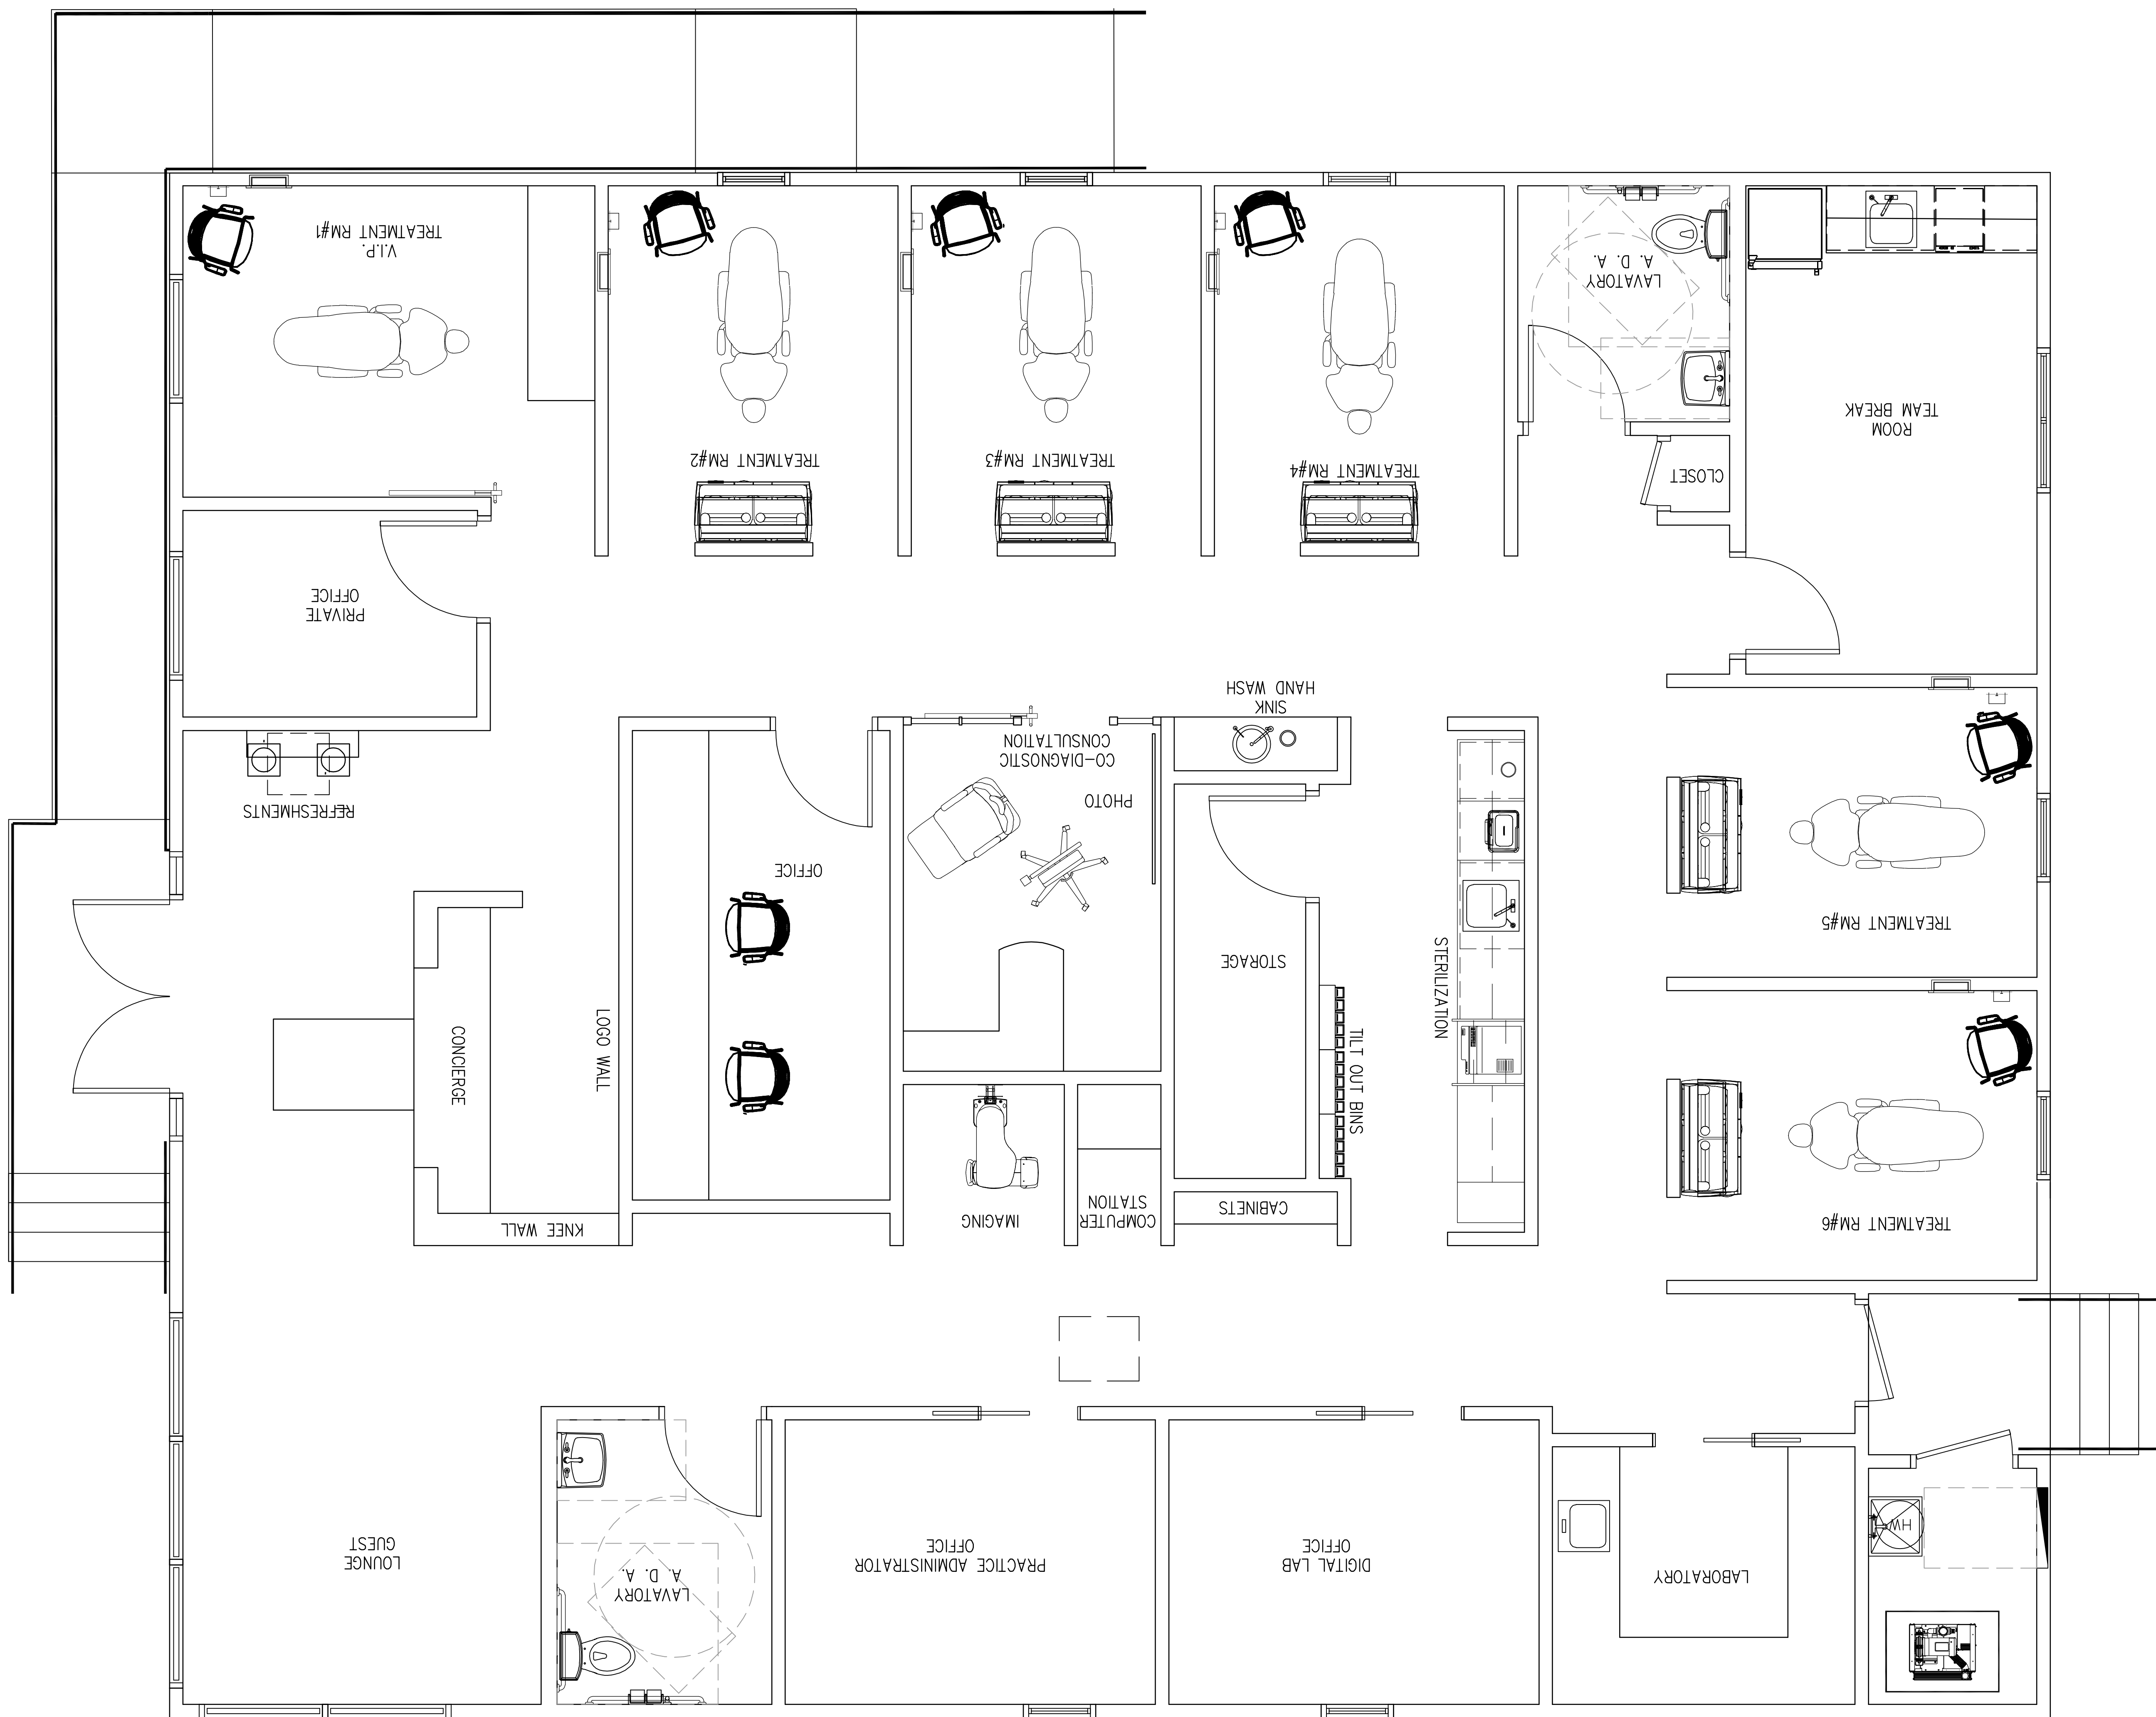 LABORATORY
DIGITAL LAB
OFFICE
PRACTICE ADMINISTRATOR
OFFICE
LAVATORY
A. D. A.
LOUNGE
GUEST
HW
TREATMENT RM#6
CABINETS
COMPUTER
STATION
IMAGING
KNEE WALL
TILT OUT BINS
LOGO WALL
CONCIERGE
STERILIZATION
STORAGE
TREATMENT RM#5
OFFICE
PHOTO
CO-DIAGNOSTIC
CONSULTATION
REFRESHMENTS
SINK
HAND WASH
PRIVATE
OFFICE
CLOSET
TREATMENT RM#4
TREATMENT RM#3
TREATMENT RM#2
ROOM
TEAM BREAK
LAVATORY
A. D. A.
V.I.P.
TREATMENT RM#1